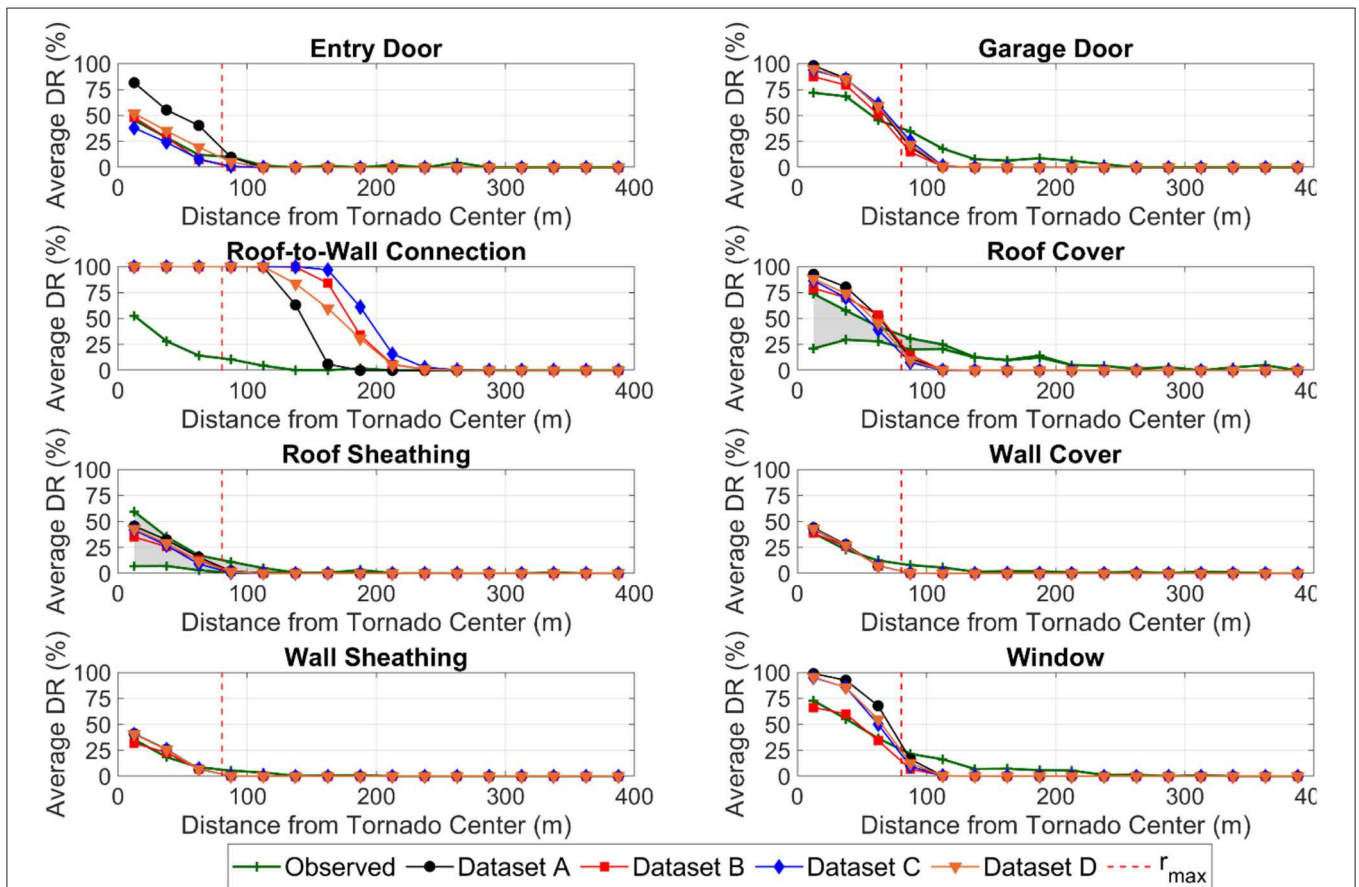 Entry Door
Average DR (%)
100
75
50
25
0
0 100 200 300 400
Distance from Tornado Center (m)
Garage Door
Average DR (%)
100
75
50
25
0
0 100 200 300 40
Distance from Tornado Center (m)
Roof-to-Wall Connection
Average DR (%)
100
75
50
25
0
0 100 200 300 400
Distance from Tornado Center (m)
Roof Cover
Average DR (%)
100
75
50
25
0
0 100 200 300 40
Distance from Tornado Center (m)
Roof Sheathing
Average DR (%)
100
75
50
25
0
0 100 200 300 400
Distance from Tornado Center (m)
Wall Cover
Average DR (%)
100
75
50
25
0
0 100 200 300 40
Distance from Tornado Center (m)
Wall Sheathing
Average DR (%)
100
75
50
25
0
0 100 200 300 400
Distance from Tornado Center (m)
Window
Average DR (%)
100
75
50
25
0
0 100 200 300 40
Distance from Tornado Center (m)
Observed Dataset A Dataset B Dataset C Dataset D r_max